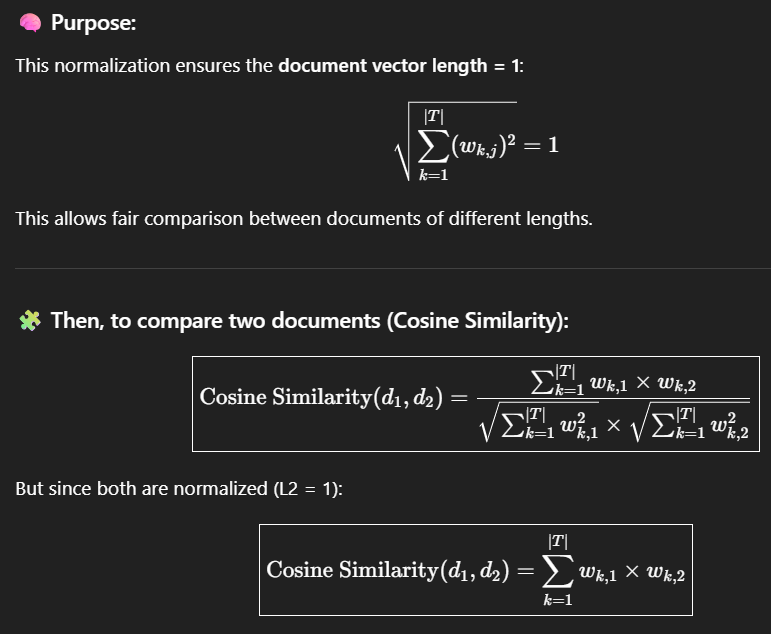 🧠 Purpose:
This normalization ensures the document vector length = 1:
$\sqrt{\sum_{k=1}^{|T|} (w_{k,j})^2} = 1$
This allows fair comparison between documents of different lengths.
🧩 Then, to compare two documents (Cosine Similarity):
$\text{Cosine Similarity}(d_1, d_2) = \frac{\sum_{k=1}^{|T|} w_{k,1} \times w_{k,2}}{\sqrt{\sum_{k=1}^{|T|} w_{k,1}^2} \times \sqrt{\sum_{k=1}^{|T|} w_{k,2}^2}}$
But since both are normalized (L2 = 1):
$\text{Cosine Similarity}(d_1, d_2) = \sum_{k=1}^{|T|} w_{k,1} \times w_{k,2}$